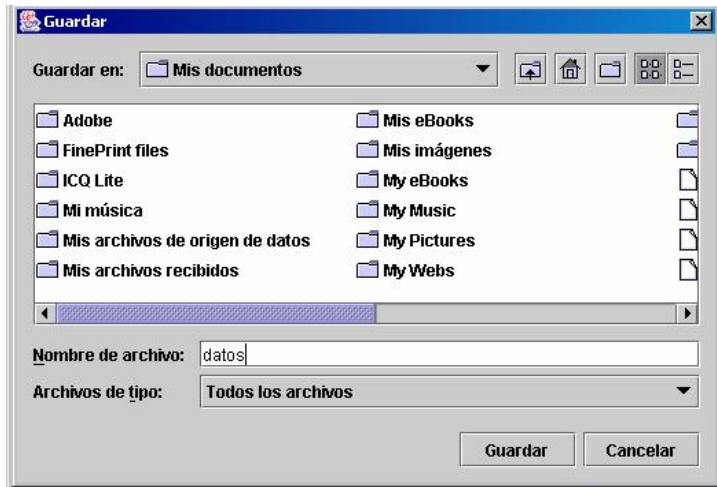 Guardar
Guardar en: Mis documentos
Adobe
FinePrint files
ICQ Lite
Mi música
Mis archivos de origen de datos
Mis archivos recibidos
Mis eBooks
Mis imágenes
My eBooks
My Music
My Pictures
My Webs
Nombre de archivo: datos
Archivos de tipo: Todos los archivos
Guardar Cancelar